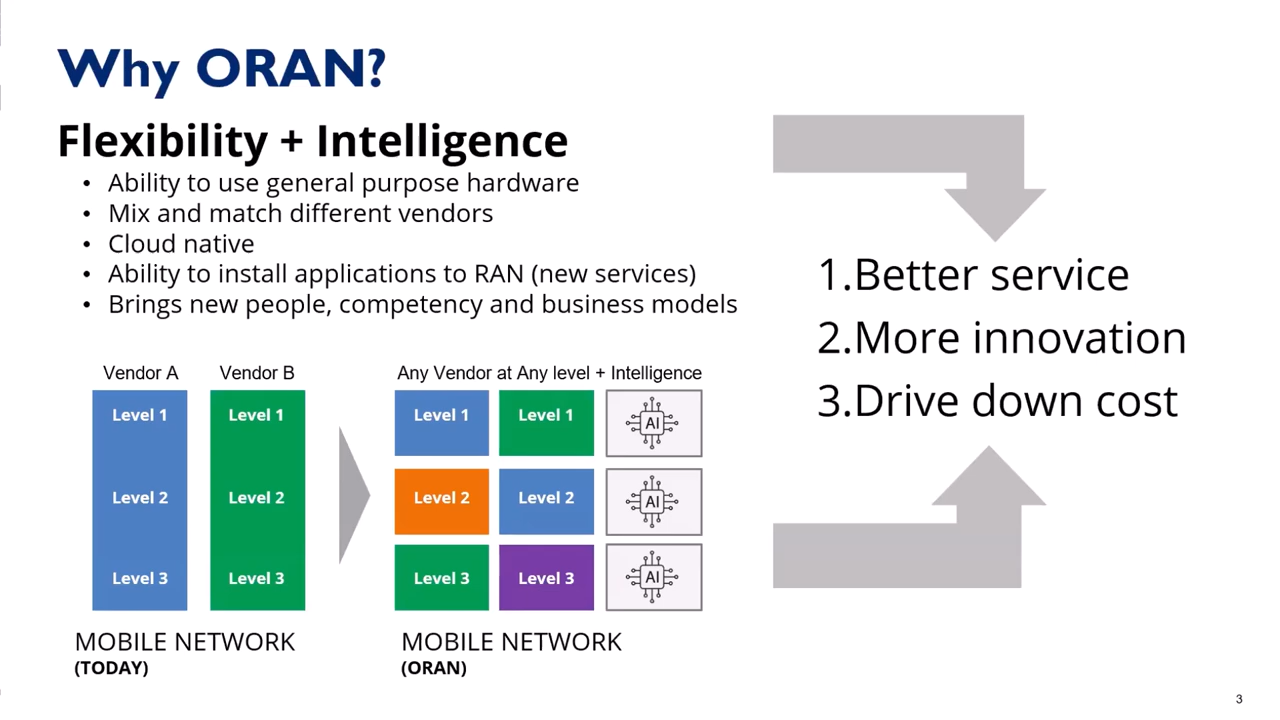 Why ORAN?
Flexibility + Intelligence
• Ability to use general purpose hardware
• Mix and match different vendors
• Cloud native
• Ability to install applications to RAN (new services)
• Brings new people, competency and business models
Vendor A
Vendor B
Level 1
Level 1
Level 2
Level 2
Level 3
Level 3
MOBILE NETWORK
(TODAY)
Any Vendor at Any level + Intelligence
Level 1
Level 1
AI
Level 2
Level 2
AI
Level 3
Level 3
AI
MOBILE NETWORK
(ORAN)
1.Better service
2.More innovation
3.Drive down cost
3